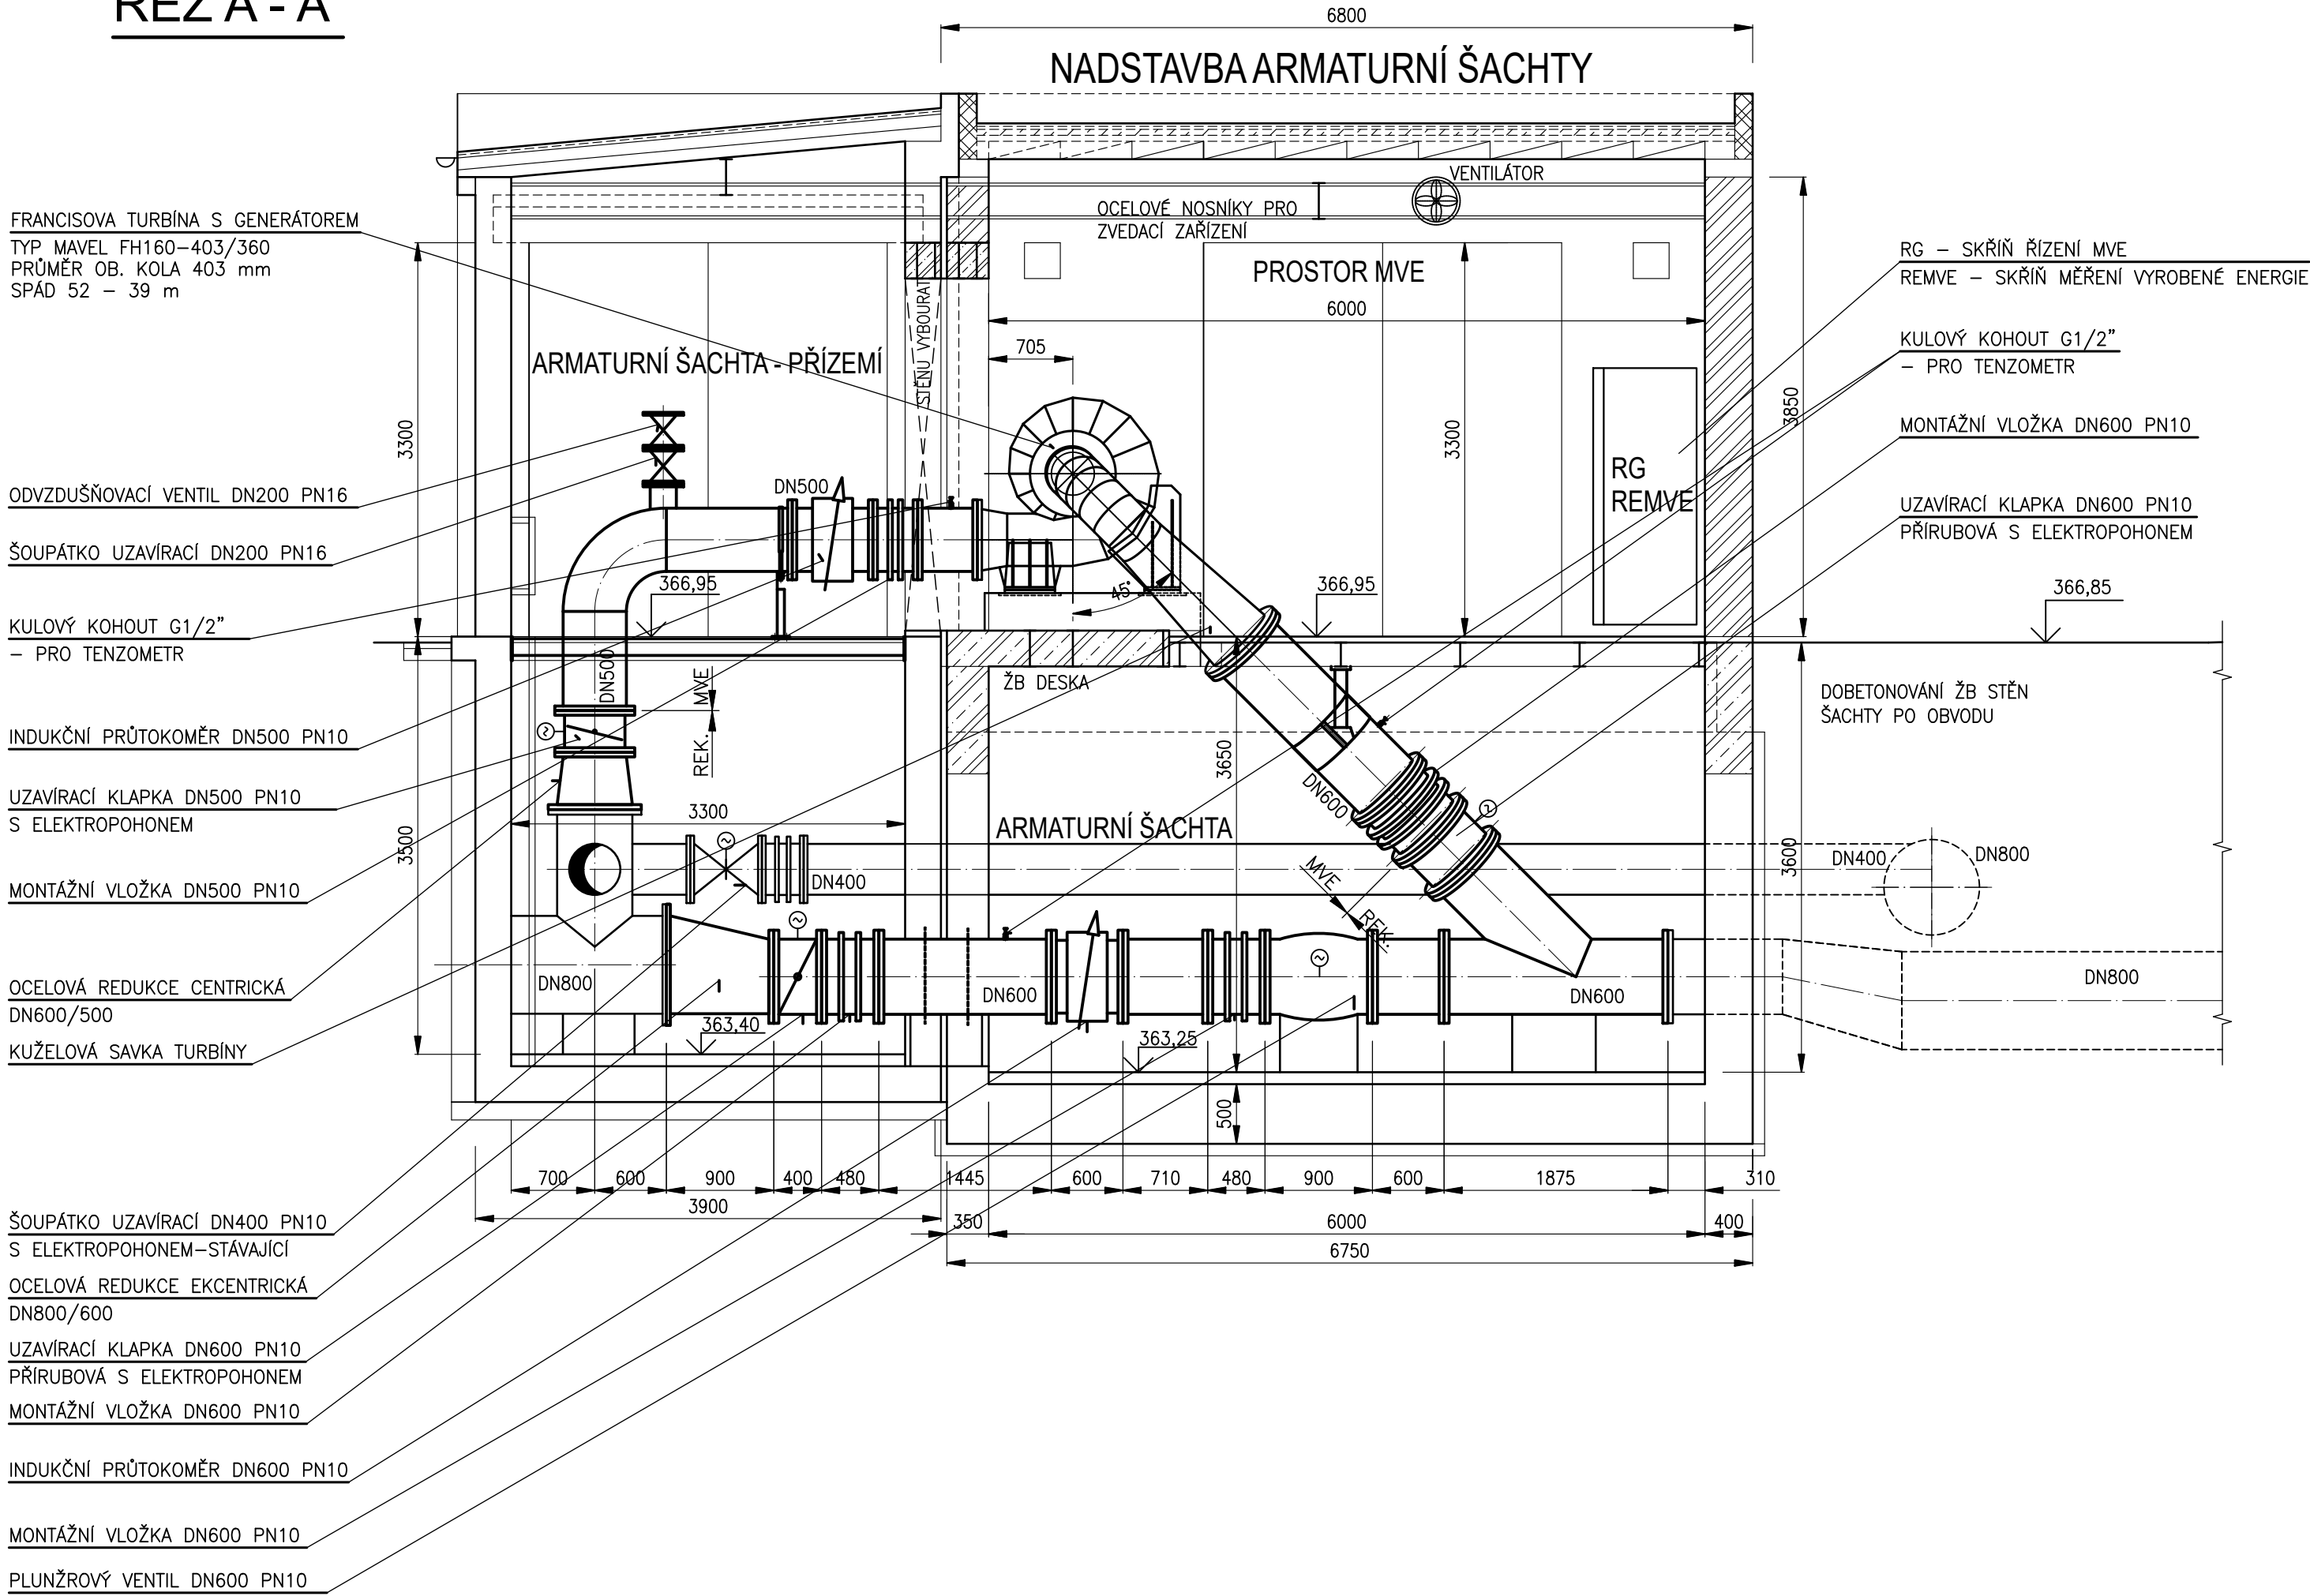 ŘEZ A - A
6800
NADSTAVBA ARMATURNÍ ŠACHTY
VENTILÁTOR
OCELOVÉ NOSNÍKY PRO
ZVEDACÍ ZAŘÍZENÍ
PROSTOR MVE
6000
705
ARMATURNÍ ŠACHTA - PŘÍZEMÍ
STĚNU VYBOURAT
3300
3300
3850
RG
REMVE
DN500
366,95
366,95
366,85
45°
FRANCISOVA TURBÍNA S GENERÁTOREM
TYP MAVEL FH160-403/360
PRŮMĚR OB. KOLA 403 mm
SPÁD 52 - 39 m
ODVZDUŠŇOVACÍ VENTIL DN200 PN16
ŠOUPÁTKO UZAVÍRACÍ DN200 PN16
KULOVÝ KOHOUT G1/2"
- PRO TENZOMETR
INDUKČNÍ PRŮTOKOMĚR DN500 PN10
UZAVÍRACÍ KLAPKA DN500 PN10
S ELEKTROPOHONEM
MONTÁŽNÍ VLOŽKA DN500 PN10
OCELOVÁ REDUKCE CENTRICKÁ
DN600/500
KUŽELOVÁ SAVKA TURBÍNY
ŠOUPÁTKO UZAVÍRACÍ DN400 PN10
S ELEKTROPOHONEM-STÁVAJÍCÍ
OCELOVÁ REDUKCE EKCENTRICKÁ
DN800/600
UZAVÍRACÍ KLAPKA DN600 PN10
PŘÍRUBOVÁ S ELEKTROPOHONEM
MONTÁŽNÍ VLOŽKA DN600 PN10
INDUKČNÍ PRŮTOKOMĚR DN600 PN10
MONTÁŽNÍ VLOŽKA DN600 PN10
PLUNŽROVÝ VENTIL DN600 PN10
RG - SKŘÍŇ ŘÍZENÍ MVE
REMVE - SKŘÍŇ MĚŘENÍ VYROBENÉ ENERGIE
KULOVÝ KOHOUT G1/2"
- PRO TENZOMETR
MONTÁŽNÍ VLOŽKA DN600 PN10
UZAVÍRACÍ KLAPKA DN600 PN10
PŘÍRUBOVÁ S ELEKTROPOHONEM
DOBETONOVÁNÍ ŽB STĚN
ŠACHTY PO OBVODU
ŽB DESKA
DN500
MVE
REK.
3500
3300
3650
3600
ARMATURNÍ ŠACHTA
DN600
MVE
REK.
DN400
DN400
DN800
DN800
DN600
DN600
DN800
363,40
363,25
500
700
600
900
400
480
1445
600
710
480
900
600
1875
310
3900
350
6000
400
6750